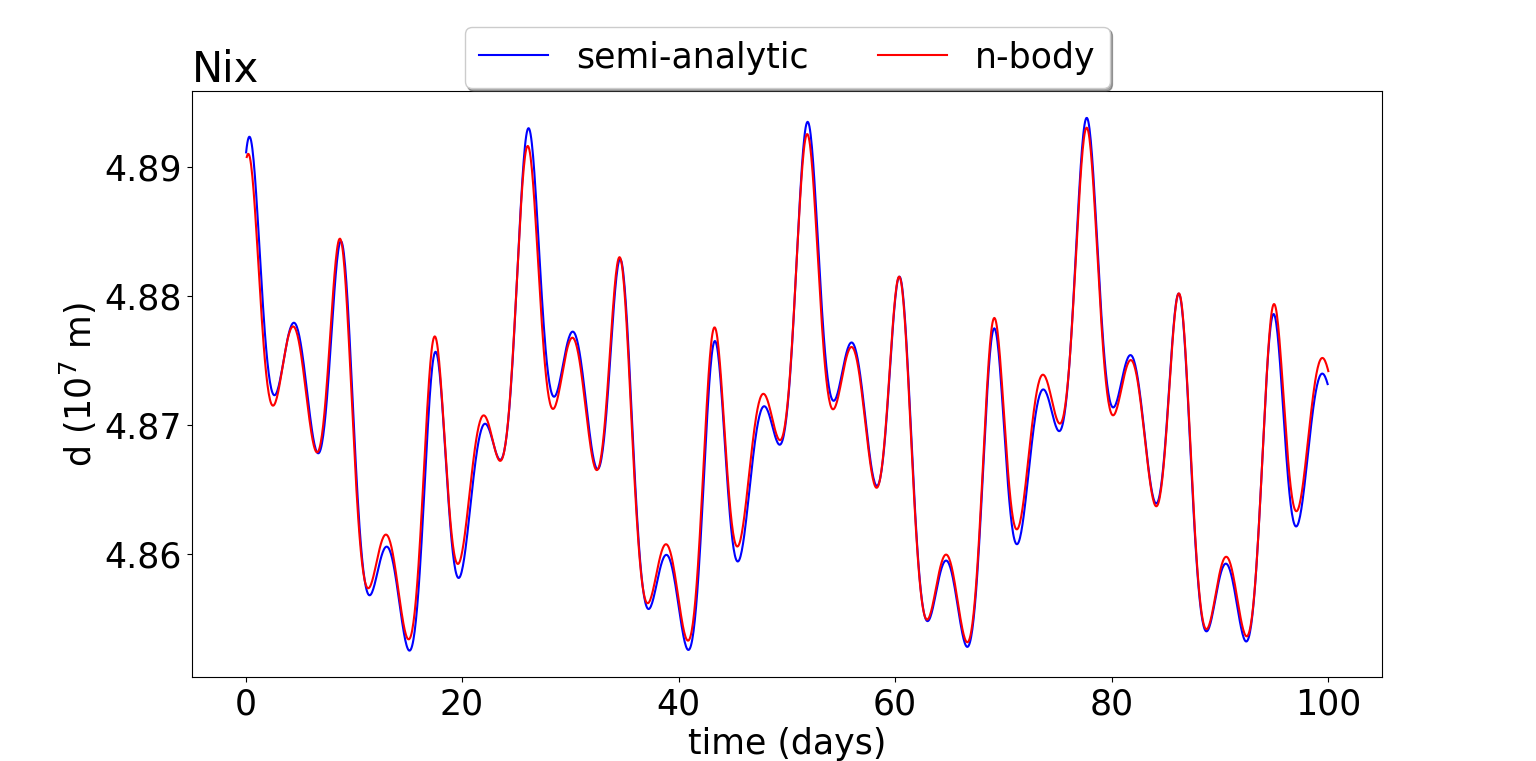 semi-analytic n-body
Nix
4.89
4.88
4.87
4.86
d (10⁷ m)
0 20 40 60 80 100
time (days)